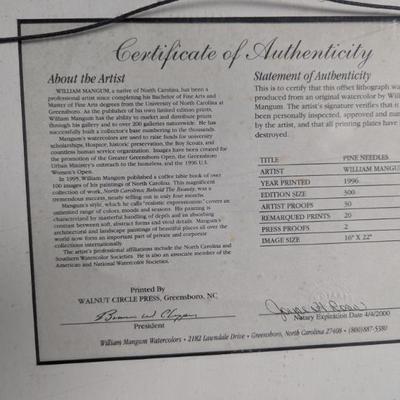 Certificate of Authenticity
About the Artist
WILLIAM MANGUM, a native of North Carolina, has been a
professional artist since completing his Bachelor of Fine Arts and
Master of Fine Arts degrees from the University of North Carolina at
Greensboro. As the publisher of his own limited edition prints,
William Mangum has the ability to market and distribute prints
through his gallery and to over 200 galleries nationwide. He has
successfully built a collector's base numbering to the thousands.
Mangum's watercolors are used to raise funds for university
scholarships, Hospice, historic preservation, the Boy Scouts, and
countless human service organizations. Images have been created for
the promotion of the Greater Greensboro Open, the Greensboro
Urban Ministry's outreach to the homeless, and the 1996 U.S.
Women's Open.
In 1995, William Mangum published a coffee table book of over
100 images of his paintings of North Carolina. This magnificent
collection of work, North Carolina, Behold The Beauty, was a
tremendous success, nearly selling out in only four months.
Mangum's style, which he calls "realistic expressionism," covers an
unlimited range of colors, moods and seasons. His painting is
characterized by masterful handling of depth and an absorbing
contrast between soft, abstract forms and vivid details. Mangum's
architectural and landscape paintings of beautiful places all over the
world now form an important part of private and corporate
collections internationally.
The artist's professional affiliations include the North Carolina and
Southern Watercolor Societies. He is also an associate member of the
American and National Watercolor Societies.
Statement of Authenticity
This is to certify that this offset lithograph wa
produced from an original watercolor by Will
Mangum. The artist's signature verifies that it
been personally inspected, approved and num
by the artist, and that all printing plates have
destroyed.
TITLE PINE NEEDLES
ARTIST WILLIAM MANGUM
YEAR PRINTED 1996
EDITION SIZE 500
ARTIST PROOFS 50
REMARQUED PRINTS 20
PRESS PROOFS 2
IMAGE SIZE 16" X 22"
Printed By
WALNUT CIRCLE PRESS, Greensboro, NC
President
Notary Expiration Date 4/4/2000
William Mangum Watercolors • 2182 Lawndale Drive • Greensboro, North Carolina 27408 • (800)887-5380